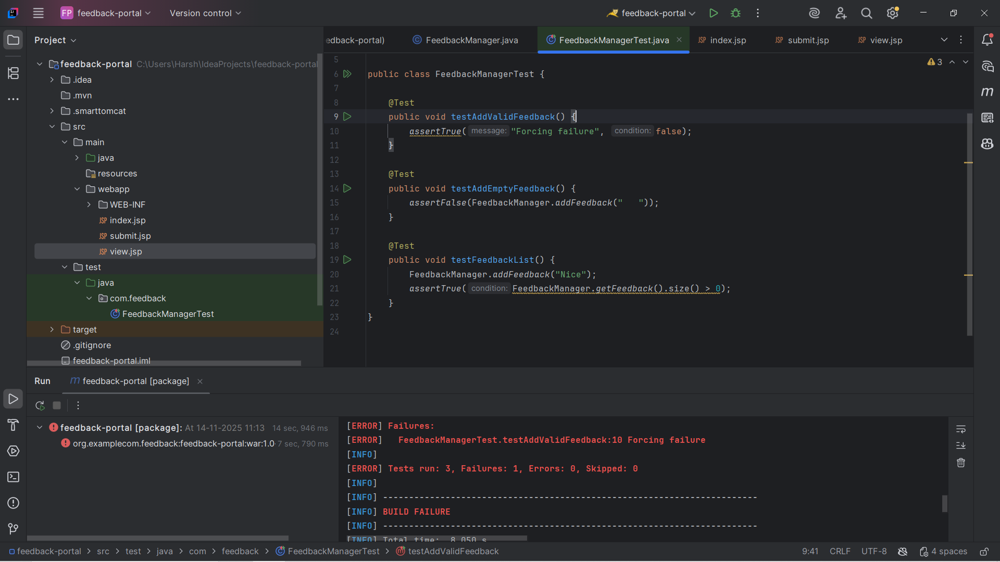 FP feedback-portal Version control feedback-portal
Project
feedback-portal C:\Users\Harsh\IdeaProjects\feedback-portal
.idea
.mvn
.smarttomcat
src
main
java
resources
webapp
WEB-INF
JSP index.jsp
JSP submit.jsp
JSP view.jsp
test
java
com.feedback
FeedbackManagerTest
target
.gitignore
feedback-portal.iml
edback-portal) FeedbackManager.java FeedbackManagerTest.java JSP index.jsp JSP submit.jsp JSP view.jsp
3
5
6 public class FeedbackManagerTest {
7
8 @Test
9 public void testAddValidFeedback() {
10 assertTrue( message: "Forcing failure", condition: false);
11 }
12
13 @Test
14 public void testAddEmptyFeedback() {
15 assertFalse(FeedbackManager.addFeedback("   "));
16 }
17
18 @Test
19 public void testFeedbackList() {
20 FeedbackManager.addFeedback("Nice");
21 assertTrue( condition: FeedbackManager.getFeedback().size() > 0);
22 }
23 }
24
Run m feedback-portal [package]
feedback-portal [package]: At 14-11-2025 11:13 14 sec, 946 ms
org.examplecom.feedback:feedback-portal:war:1.0 7 sec, 790 ms
[ERROR] Failures:
[ERROR]   FeedbackManagerTest.testAddValidFeedback:10 Forcing failure
[INFO]
[ERROR] Tests run: 3, Failures: 1, Errors: 0, Skipped: 0
[INFO]
[INFO] ------------------------------------------------------------------------
[INFO] BUILD FAILURE
[INFO] ------------------------------------------------------------------------
[INFO] Total time:  8.050 s
feedback-portal > src > test > java > com > feedback > FeedbackManagerTest > testAddValidFeedback 9:41 CRLF UTF-8 4 spaces